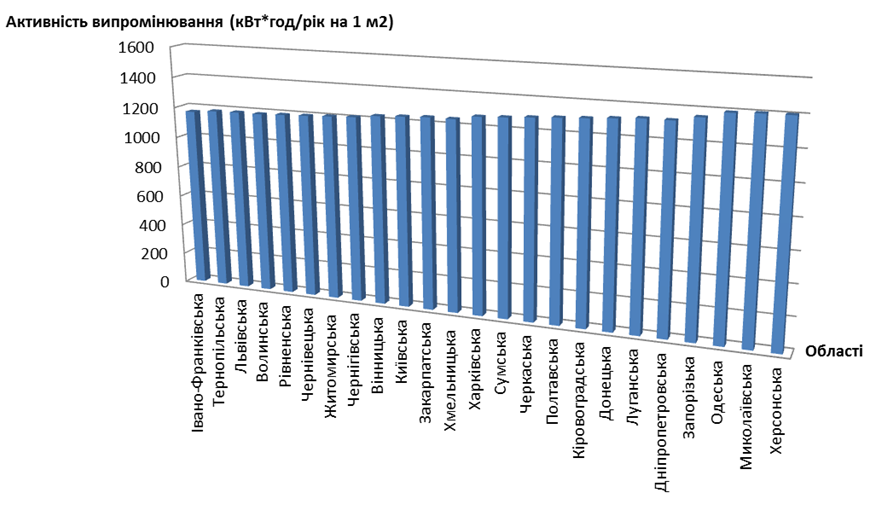 Активність випромінювання (кВт*год/рік на 1 м2)
1600
1400
1200
1000
800
600
400
200
0
Івано-Франківська
Тернопільська
Львівська
Волинська
Рівненська
Чернівецька
Житомирська
Чернігівська
Вінницька
Київська
Закарпатська
Хмельницька
Харківська
Сумська
Черкаська
Полтавська
Кіровоградська
Донецька
Луганська
Дніпропетровська
Запорізька
Одеська
Миколаївська
Херсонська
Області